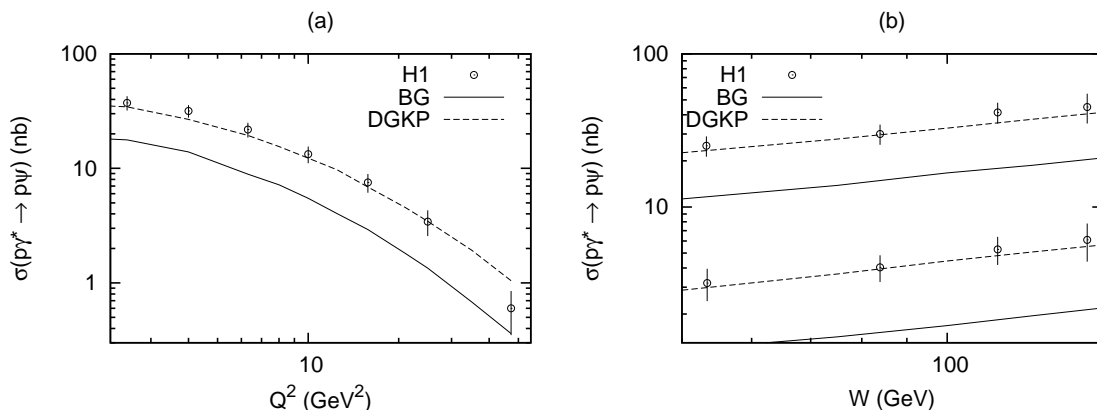 (a)
100
10
1
10
σ(pγ* → pψ) (nb)
Q² (GeV²)
H1
BG
DGKP
(b)
100
10
100
σ(pγ* → pψ) (nb)
W (GeV)
H1
BG
DGKP